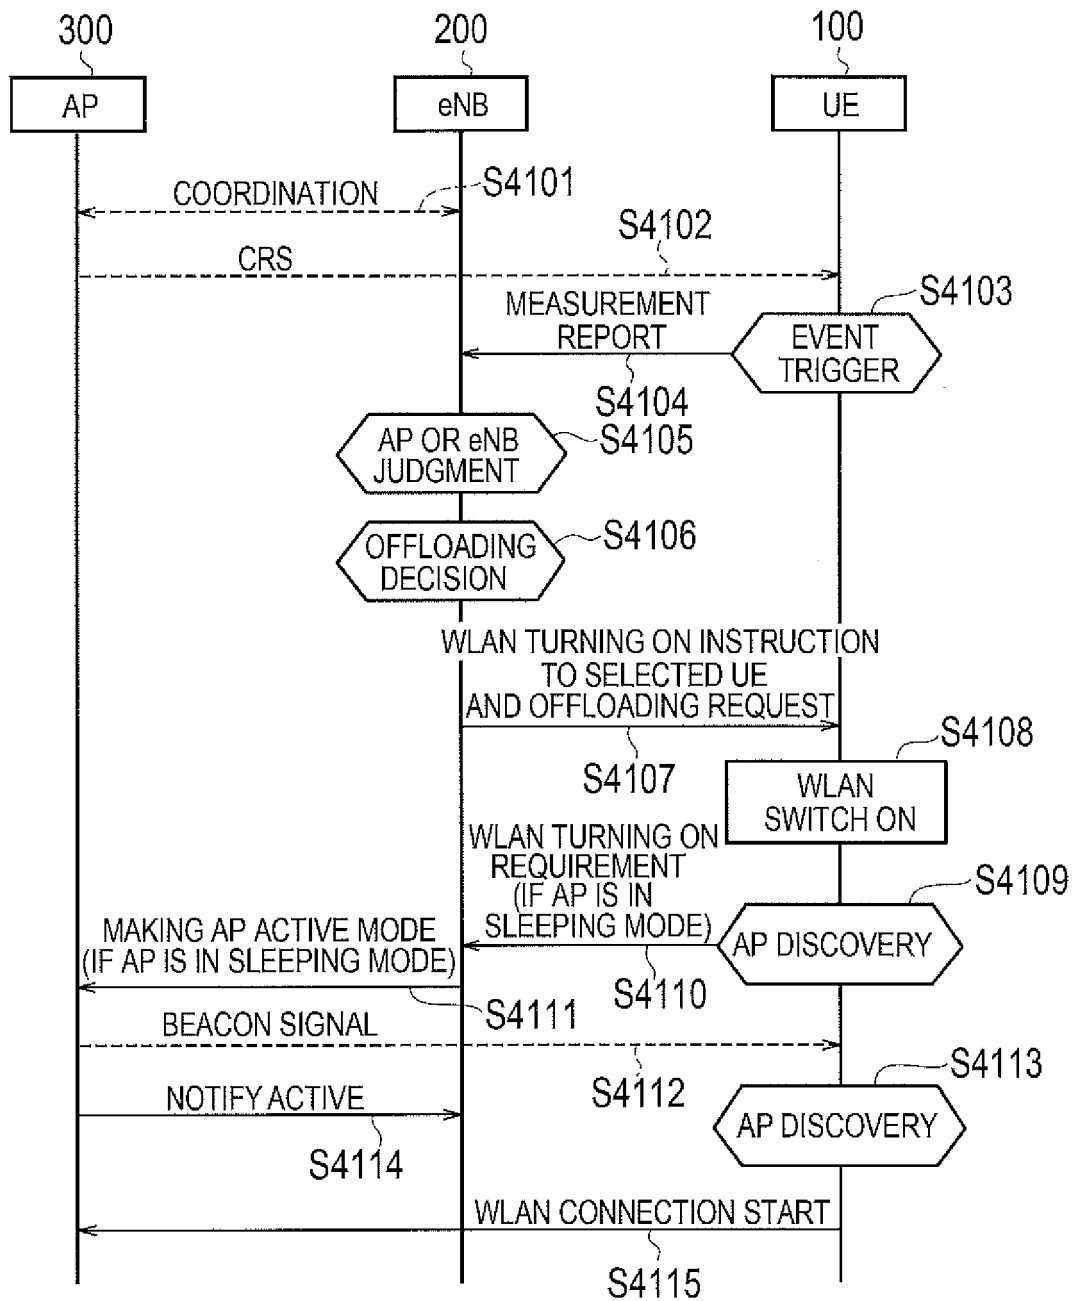 300
200
100
AP
eNB
UE
COORDINATION
S4101
CRS
S4102
S4103
MEASUREMENT
REPORT
EVENT
TRIGGER
S4104
AP OR eNB
JUDGMENT
S4105
OFFLOADING
DECISION
S4106
WLAN TURNING ON INSTRUCTION
TO SELECTED UE
AND OFFLOADING REQUEST
S4107
S4108
WLAN
SWITCH ON
WLAN TURNING ON
REQUIREMENT
(IF AP IS IN
SLEEPING MODE)
S4109
AP DISCOVERY
S4110
MAKING AP ACTIVE MODE
(IF AP IS IN SLEEPING MODE)
S4111
BEACON SIGNAL
S4112
S4113
AP DISCOVERY
NOTIFY ACTIVE
S4114
WLAN CONNECTION START
S4115